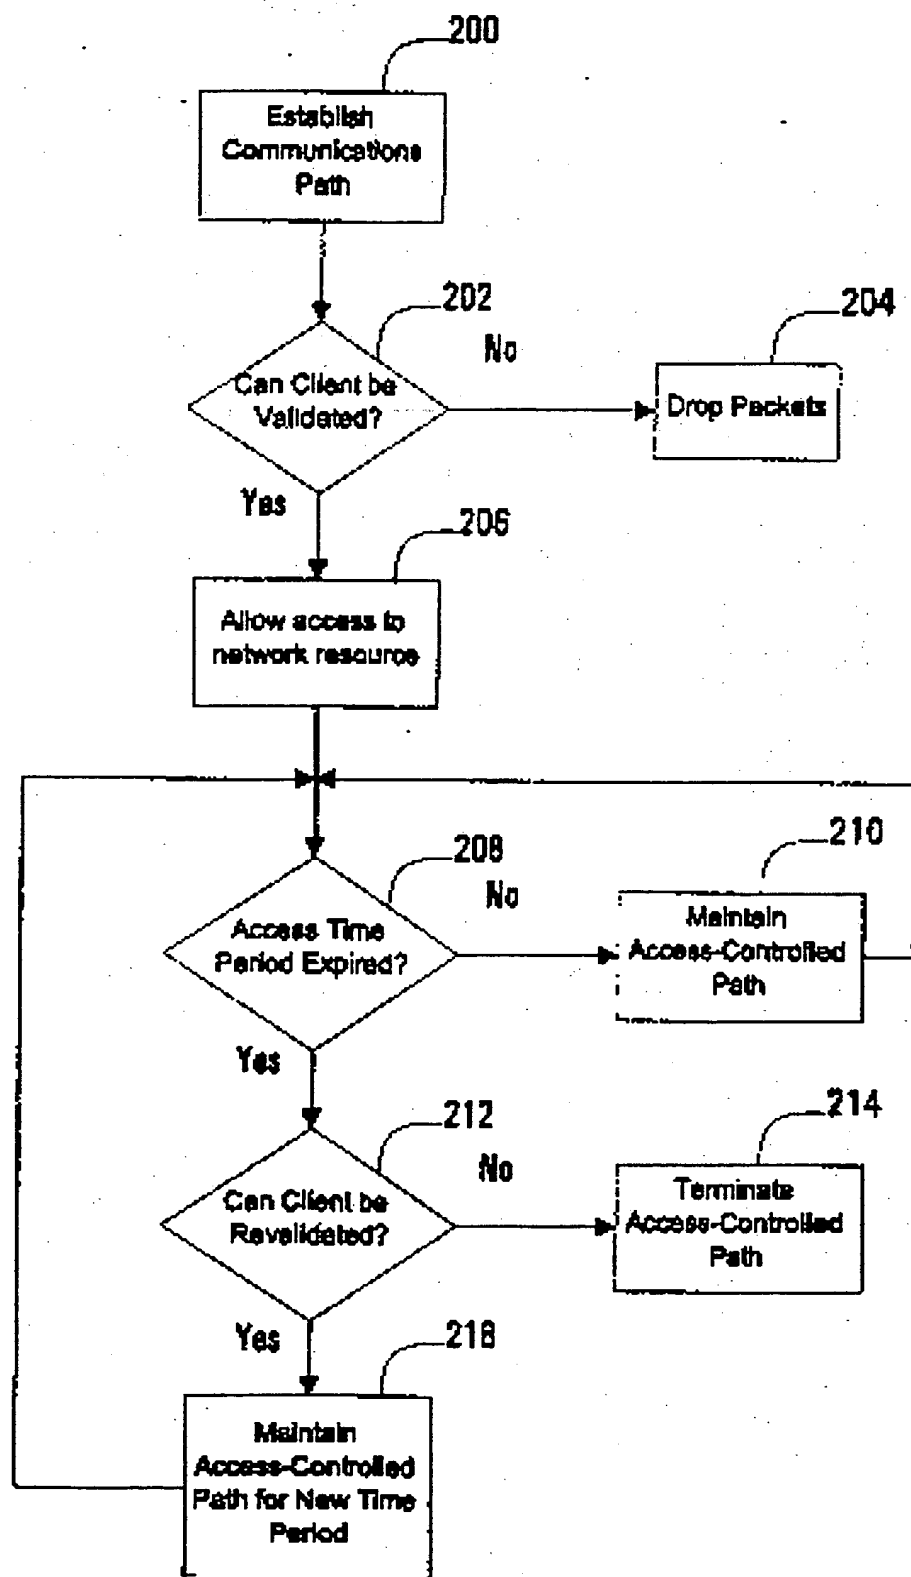 200
Establish
Communications
Path
202
Can Client be
Validated?
No
204
Drop Packets
Yes
206
Allow access to
network resource
208
Access Time
Period Expired?
No
210
Maintain
Access-Controlled
Path
Yes
212
Can Client be
Revalidated?
No
214
Terminate
Access-Controlled
Path
Yes
218
Maintain
Access-Controlled
Path for New Time
Period